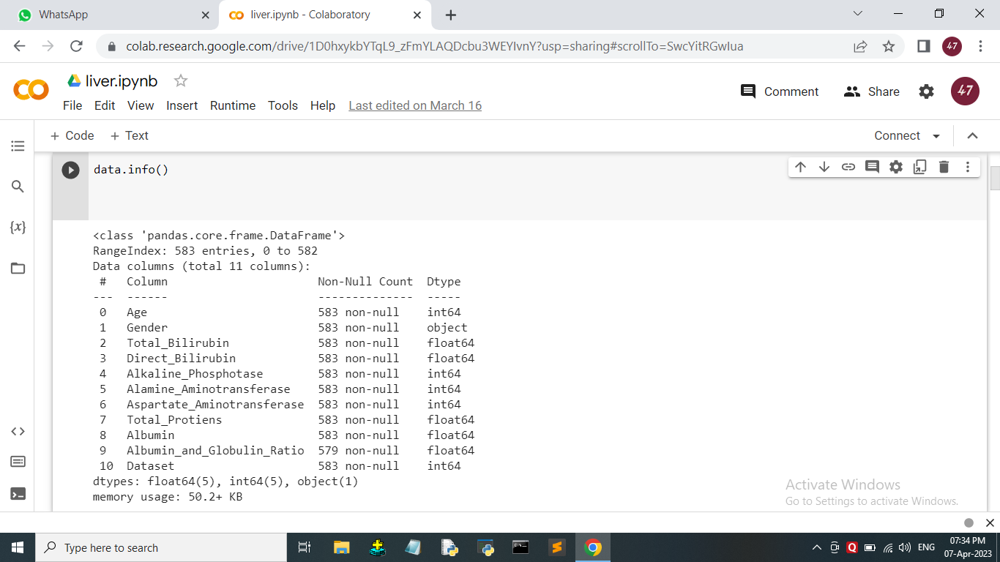 WhatsApp
liver.ipynb - Colaboratory
colab.research.google.com/drive/1D0hxykbYTqL9_zFmYLAQDcbu3WEYIvnY?usp=sharing#scrollTo=SwcYitRGwIua
47
liver.ipynb
File Edit View Insert Runtime Tools Help Last edited on March 16
Comment Share 47
+ Code + Text Connect
data.info()
{x}
<class 'pandas.core.frame.DataFrame'>
RangeIndex: 583 entries, 0 to 582
Data columns (total 11 columns):
# Column Non-Null Count Dtype
--- ------ -------------- -----
0 Age 583 non-null int64
1 Gender 583 non-null object
2 Total_Bilirubin 583 non-null float64
3 Direct_Bilirubin 583 non-null float64
4 Alkaline_Phosphotase 583 non-null int64
5 Alamine_Aminotransferase 583 non-null int64
6 Aspartate_Aminotransferase 583 non-null int64
7 Total_Protiens 583 non-null float64
8 Albumin 583 non-null float64
9 Albumin_and_Globulin_Ratio 579 non-null float64
10 Dataset 583 non-null int64
dtypes: float64(5), int64(5), object(1)
memory usage: 50.2+ KB
Activate Windows
Go to Settings to activate Windows.
Type here to search
ENG
07:34 PM
07-Apr-2023